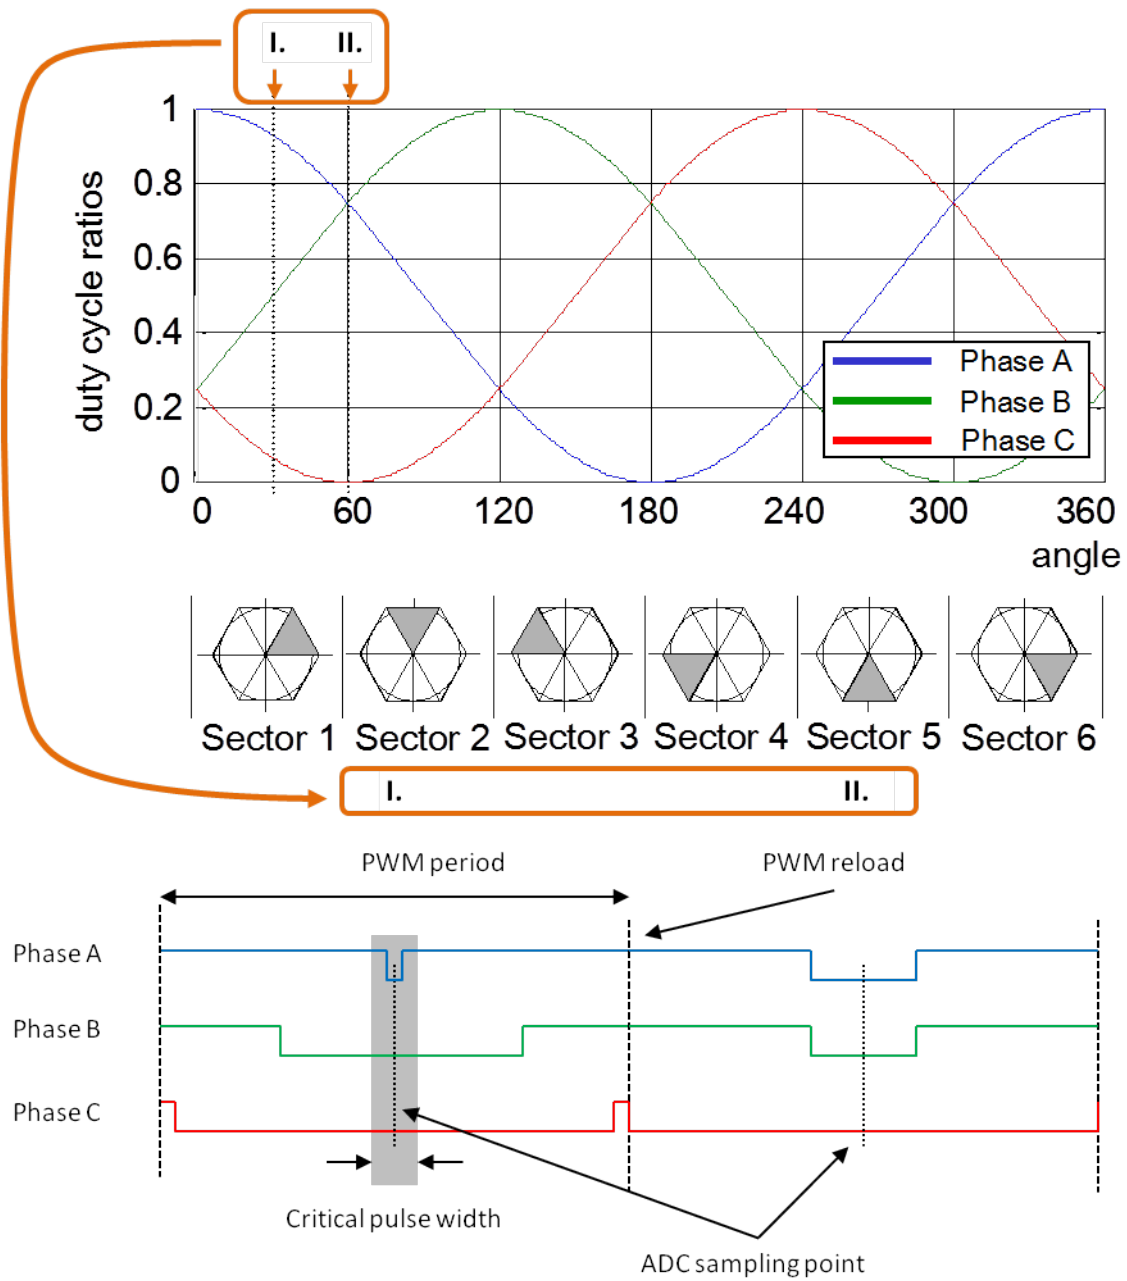 I. II.
1
0.8
0.6
0.4
0.2
0
duty cycle ratios
Phase A
Phase B
Phase C
0 60 120 180 240 300 360
angle
Sector 1 Sector 2 Sector 3 Sector 4 Sector 5 Sector 6
I. II.
PWM period PWM reload
Phase A
Phase B
Phase C
Critical pulse width
ADC sampling point